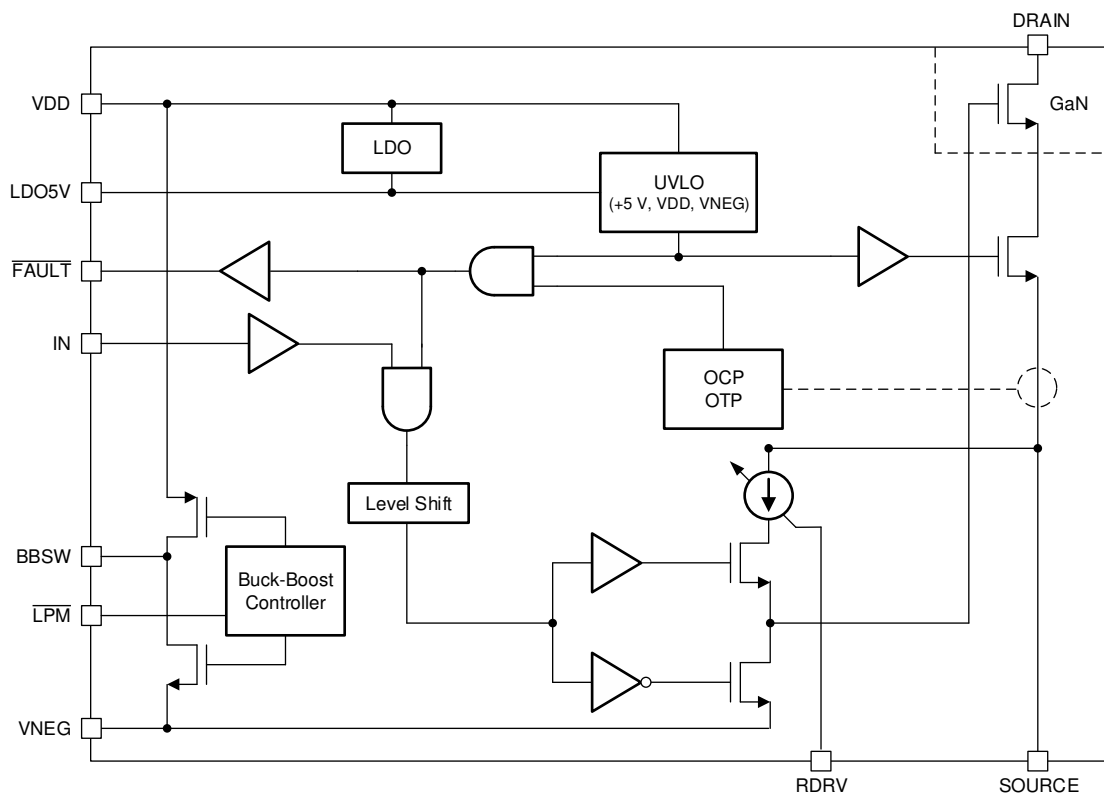 DRAIN
VDD
GaN
LDO
LDO5V
UVLO
(+5 V, VDD, VNEG)
FAULT
IN
OCP
OTP
Level Shift
BBSW
Buck-Boost
Controller
LPM
VNEG
RDRV
SOURCE